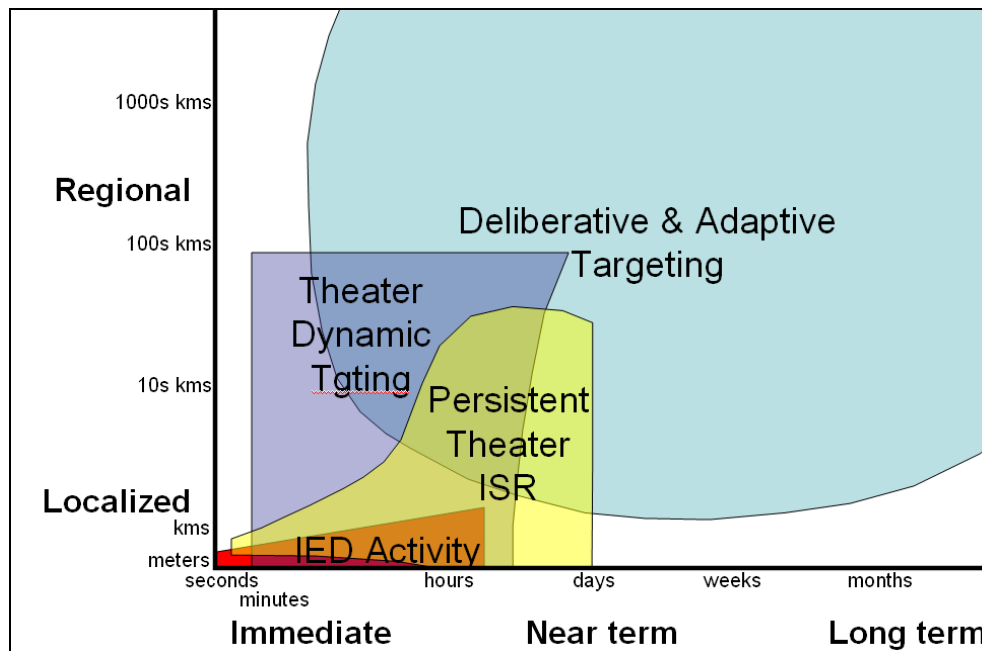 1000s kms
Regional
100s kms
Deliberative & Adaptive
Targeting
Theater
Dynamic
Tgting
10s kms
Persistent
Theater
ISR
Localized
kms
IED Activity
meters
seconds
minutes
hours
days
weeks
months
Immediate
Near term
Long term